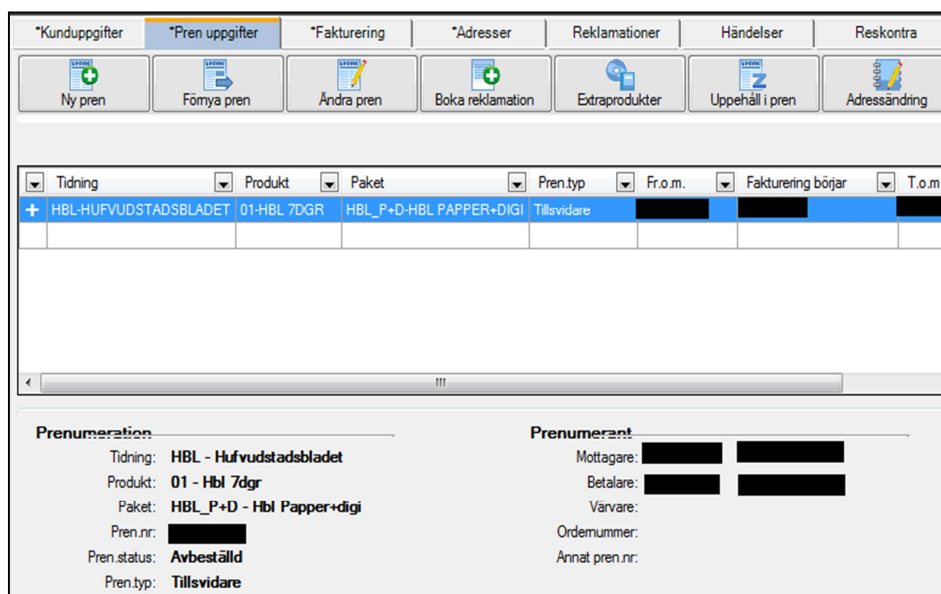 *Kunduppgifter *Pren uppgifter *Fakturering *Adresser Reklamationer Händelser Reskontra
Ny pren Förnya pren Ändra pren Boka reklamation Extraprodukter Uppehåll i pren Adressändring
Tidning Produkt Paket Pren.typ Fr.o.m. Fakturering börjar T.o.m
HBL-HUFVUDSTADSBLADET 01-HBL 7DGR HBL_P+D-HBL PAPPER+DIGI Tillsvidare
Prenumeration
Tidning: HBL - Hufvudstadsbladet
Produkt: 01 - Hbl 7dgr
Paket: HBL_P+D - Hbl Papper+digi
Pren.nr:
Pren.status: Avbeställd
Pren.typ: Tillsvidare
Prenumerant
Mottagare:
Betalare:
Värvare:
Ordernummer:
Annat pren.nr: